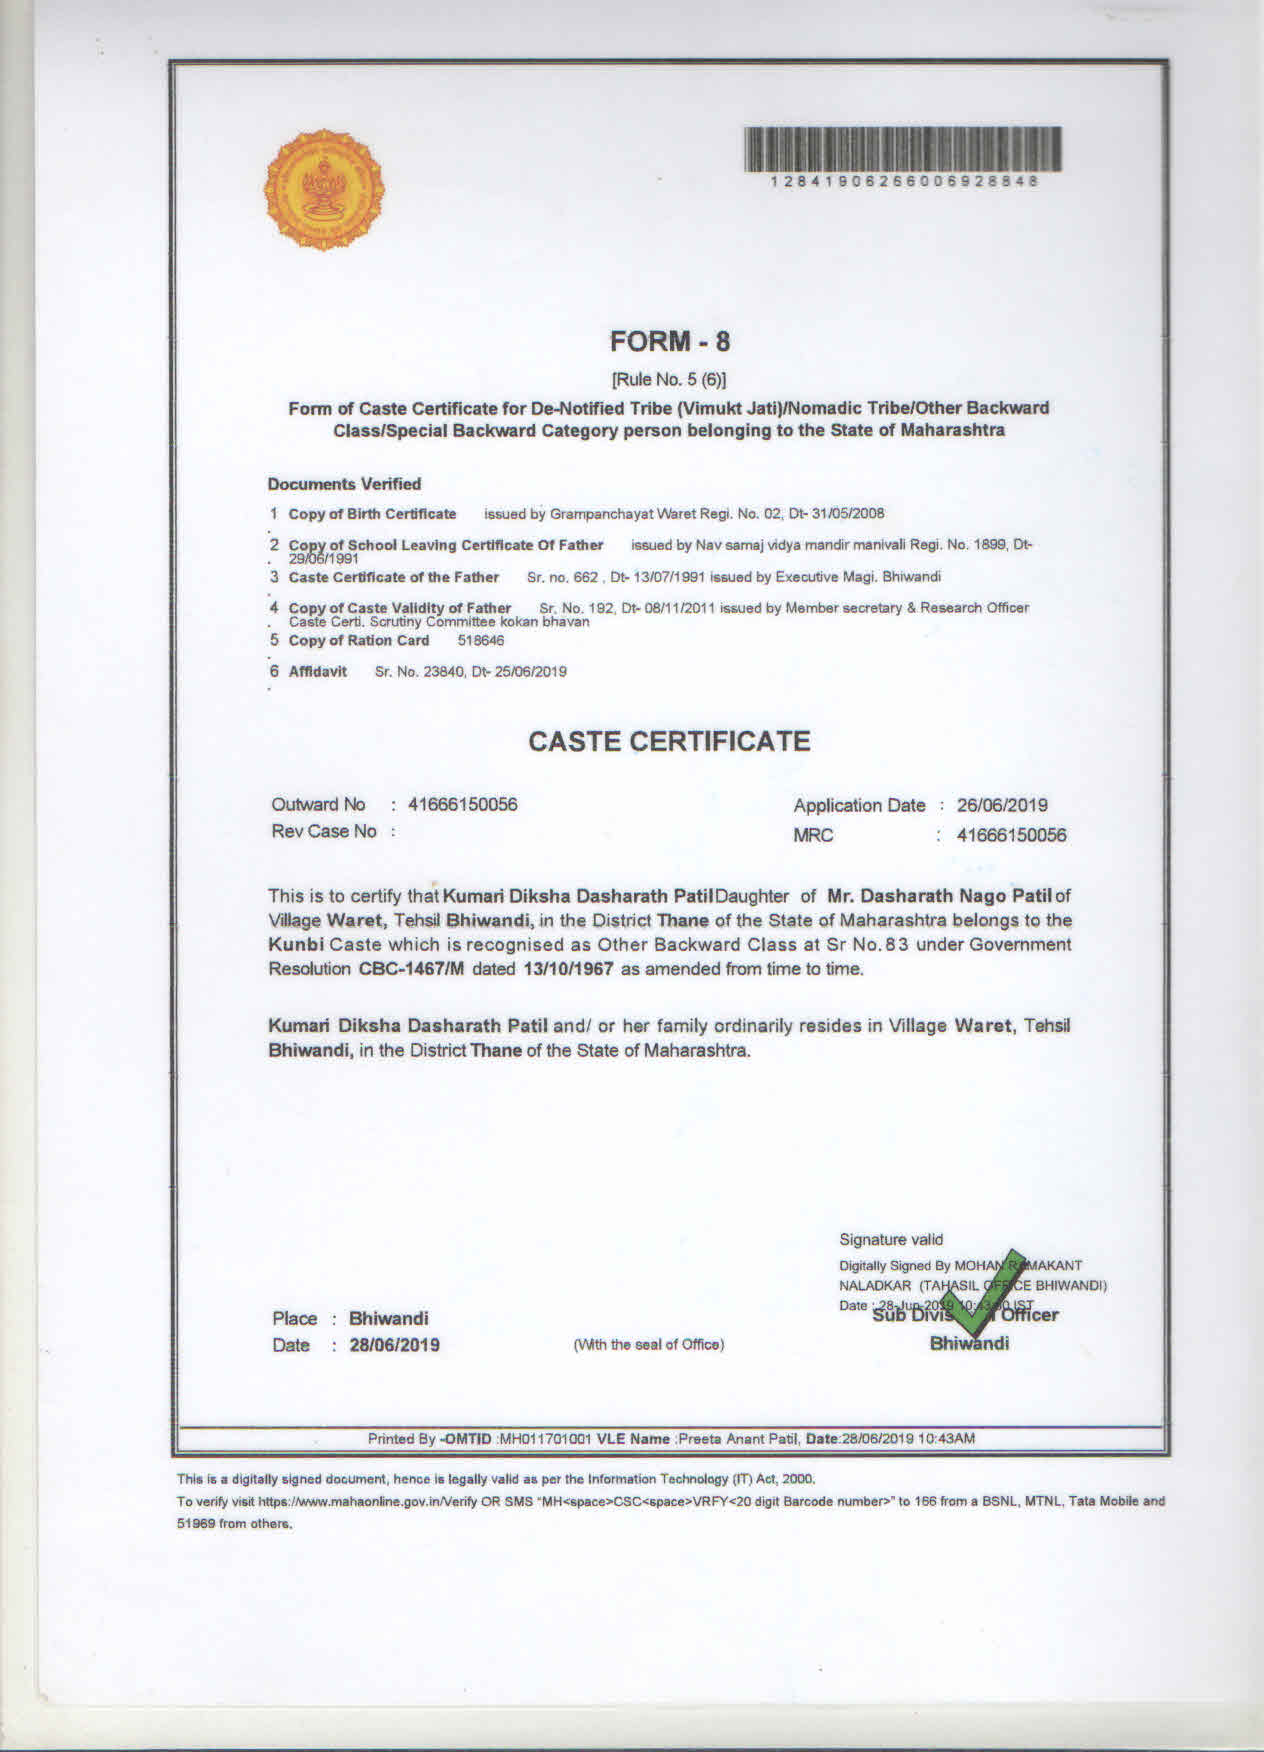 12841906266006928848
FORM - 8
[Rule No. 5 (6)]
Form of Caste Certificate for De-Notified Tribe (Vimukt Jati)/Nomadic Tribe/Other Backward
Class/Special Backward Category person belonging to the State of Maharashtra
Documents Verified
1 Copy of Birth Certificate issued by Grampanchayat Waret Regi. No. 02, Dt- 31/05/2008
.
2 Copy of School Leaving Certificate Of Father issued by Nav samaj vidya mandir manivali Regi. No. 1899, Dt-
. 29/06/1991
3 Caste Certificate of the Father Sr. no. 662 , Dt- 13/07/1991 issued by Executive Magi. Bhiwandi
.
4 Copy of Caste Validity of Father Sr. No. 192, Dt- 08/11/2011 issued by Member secretary & Research Officer
. Caste Certi. Scrutiny Committee kokan bhavan
5 Copy of Ration Card 518646
.
6 Affidavit Sr. No. 23840, Dt- 25/06/2019
.
CASTE CERTIFICATE
Outward No : 41666150056 Application Date : 26/06/2019
Rev Case No : MRC : 41666150056
This is to certify that Kumari Diksha Dasharath Patil Daughter of Mr. Dasharath Nago Patil of
Village Waret, Tehsil Bhiwandi, in the District Thane of the State of Maharashtra belongs to the
Kunbi Caste which is recognised as Other Backward Class at Sr No. 83 under Government
Resolution CBC-1467/M dated 13/10/1967 as amended from time to time.
Kumari Diksha Dasharath Patil and/ or her family ordinarily resides in Village Waret, Tehsil
Bhiwandi, in the District Thane of the State of Maharashtra.
Signature valid
Digitally Signed By MOHAN RAMAKANT
NALADKAR (TAHASIL OFFICE BHIWANDI)
Date : 28-Jun-2019 IST
Place : Bhiwandi Sub Divisional Officer
Date : 28/06/2019 (With the seal of Office) Bhiwandi
Printed By -OMTID :MH011701001 VLE Name :Preeta Anant Patil, Date:28/06/2019 10:43AM
This is a digitally signed document, hence is legally valid as per the Information Technology (IT) Act, 2000.
To verify visit https://www.mahaonline.gov.in/Verify OR SMS "MH<space>CSC<space>VRFY<20 digit Barcode number>" to 166 from a BSNL, MTNL, Tata Mobile and
51969 from others.